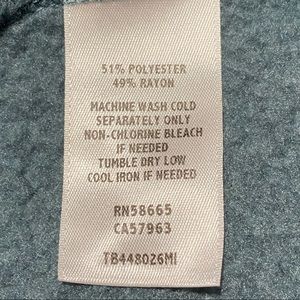 51% POLYESTER
49% RAYON
MACHINE WASH COLD
SEPARATELY ONLY
NON-CHLORINE BLEACH
IF NEEDED
TUMBLE DRY LOW
COOL IRON IF NEEDED
RN58665
CA57963
TB448026MI